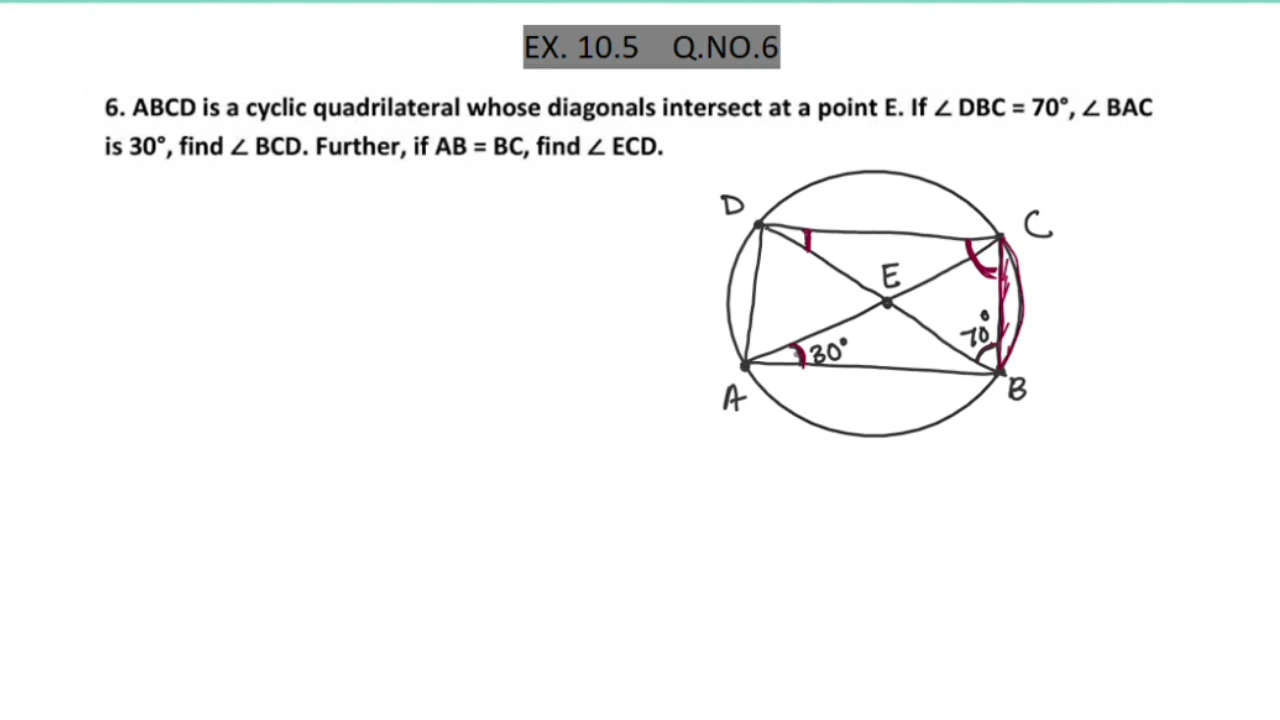 EX. 10.5 Q.NO.6
6. ABCD is a cyclic quadrilateral whose diagonals intersect at a point E. If ∠ DBC = 70°, ∠ BAC
is 30°, find ∠ BCD. Further, if AB = BC, find ∠ ECD.
D
C
E
70°
30°
A
B